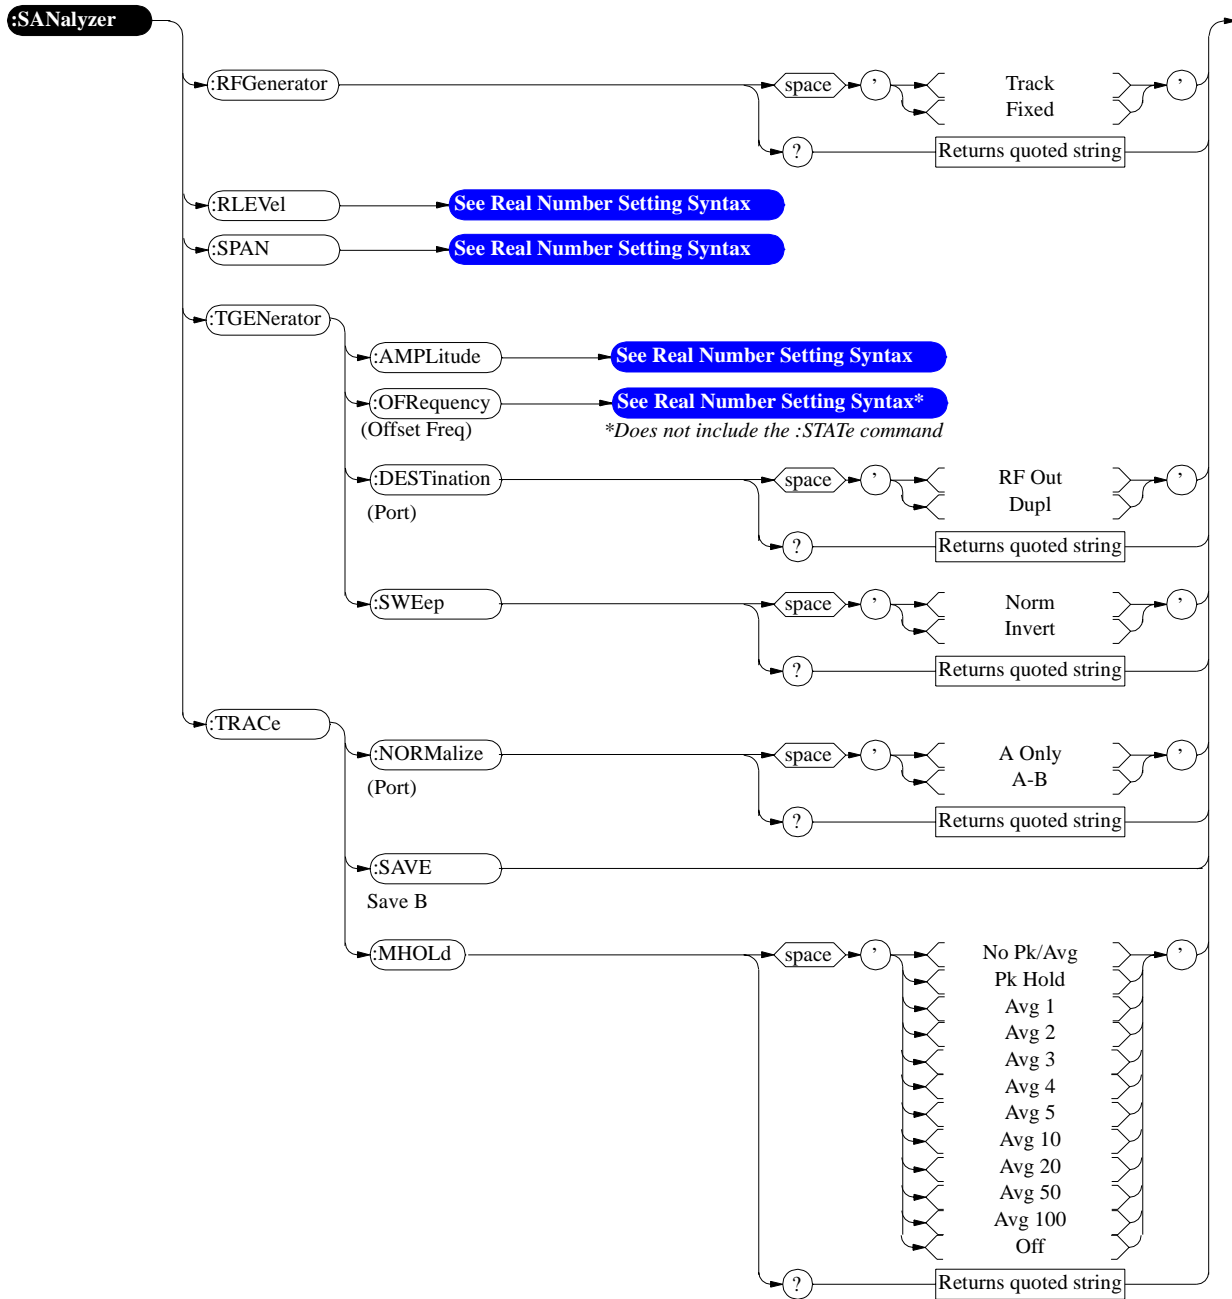 :SANalyzer
:RFGenerator
space
’
Track
Fixed
’
?
Returns quoted string
:RLEVel
See Real Number Setting Syntax
:SPAN
See Real Number Setting Syntax
:TGENerator
:AMPLitude
See Real Number Setting Syntax
:OFRequency
See Real Number Setting Syntax*
(Offset Freq)
*Does not include the :STATe command
:DESTination
space
’
RF Out
Dupl
’
(Port)
?
Returns quoted string
:SWEep
space
’
Norm
Invert
’
?
Returns quoted string
:TRACe
:NORMalize
space
’
A Only
A-B
’
(Port)
?
Returns quoted string
:SAVE
Save B
:MHOLd
space
’
No Pk/Avg
Pk Hold
Avg 1
Avg 2
Avg 3
Avg 4
Avg 5
Avg 10
Avg 20
Avg 50
Avg 100
Off
’
?
Returns quoted string